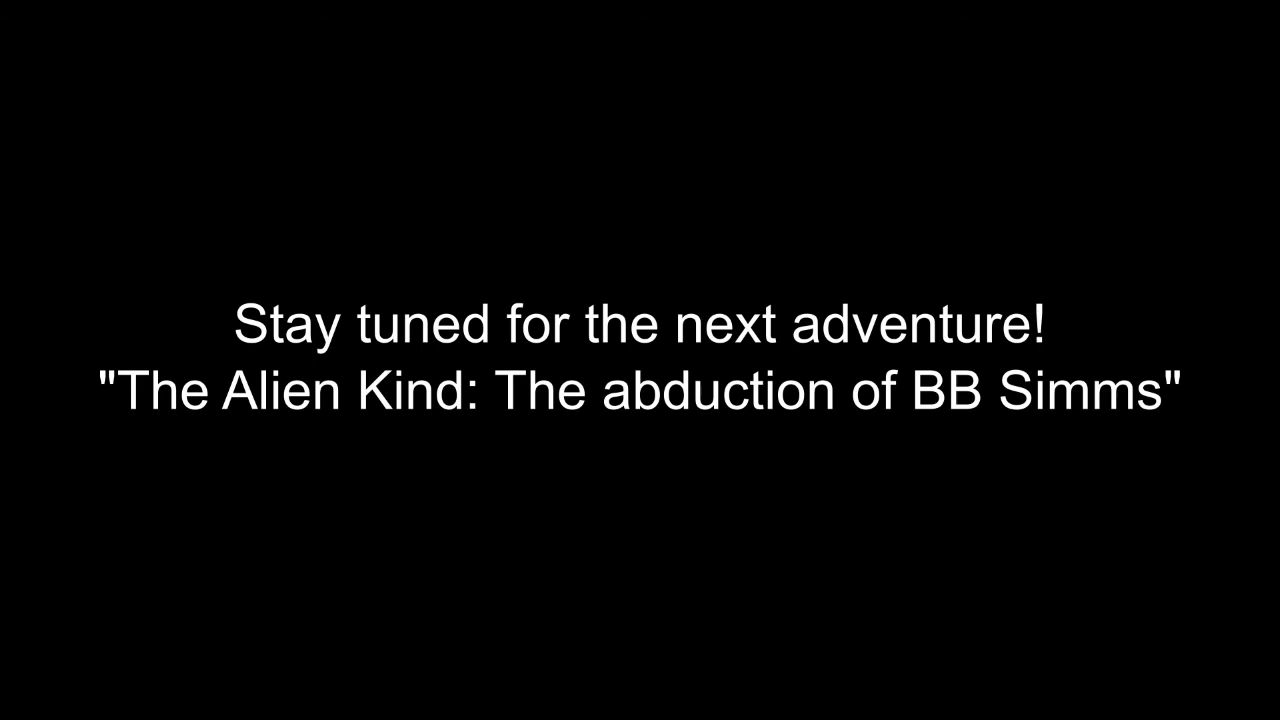 Stay tuned for the next adventure!
"The Alien Kind: The abduction of BB Simms"